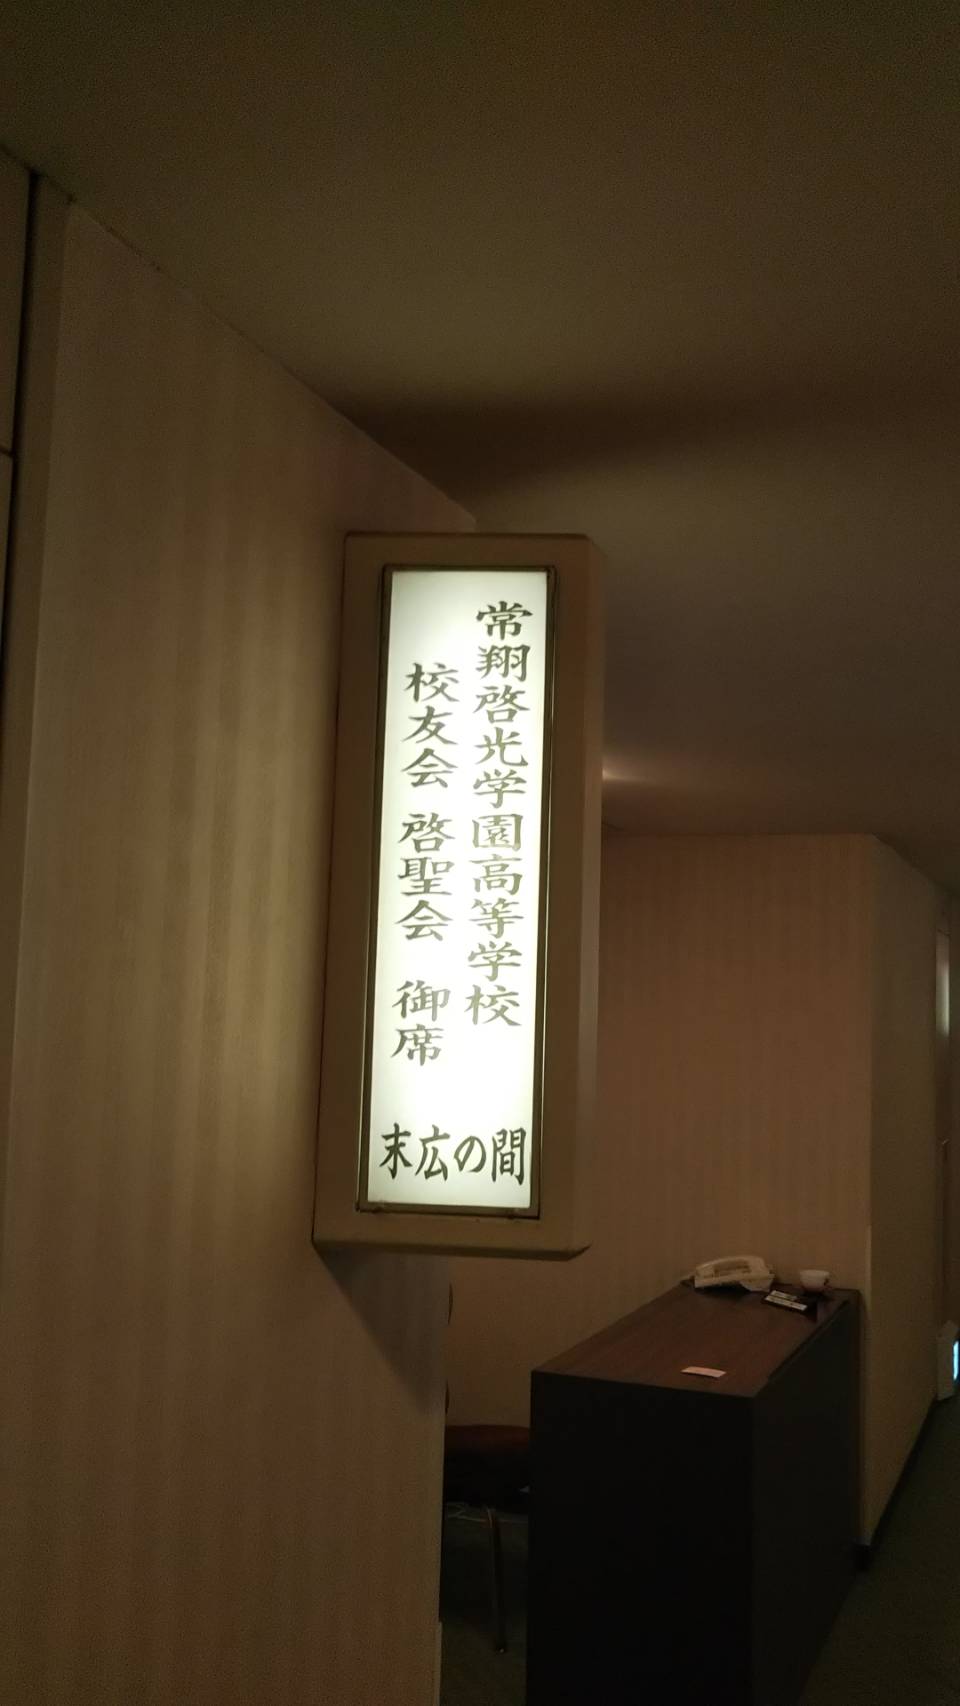 常翔啓光学園高等学校
校友会 啓聖会 御席
末広の間